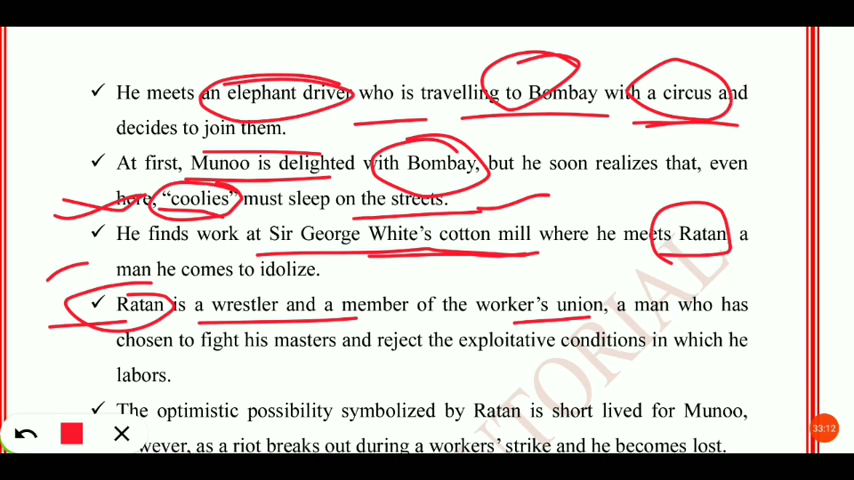 ✓ He meets an elephant driver who is travelling to Bombay with a circus and
decides to join them.
✓ At first, Munoo is delighted with Bombay, but he soon realizes that, even
here, “coolies” must sleep on the streets.
✓ He finds work at Sir George White’s cotton mill where he meets Ratan, a
man he comes to idolize.
✓ Ratan is a wrestler and a member of the worker’s union, a man who has
chosen to fight his masters and reject the exploitative conditions in which he
labors.
✓ The optimistic possibility symbolized by Ratan is short lived for Munoo,
however, as a riot breaks out during a workers’ strike and he becomes lost.
33:12